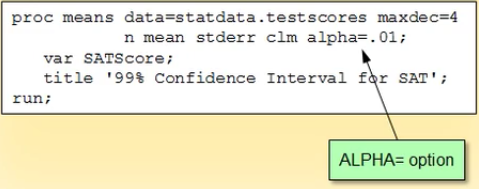 proc means data=statdata.testscores maxdec=4
n mean stderr clm alpha=.01;
var SATScore;
title '99% Confidence Interval for SAT';
run;
ALPHA= option